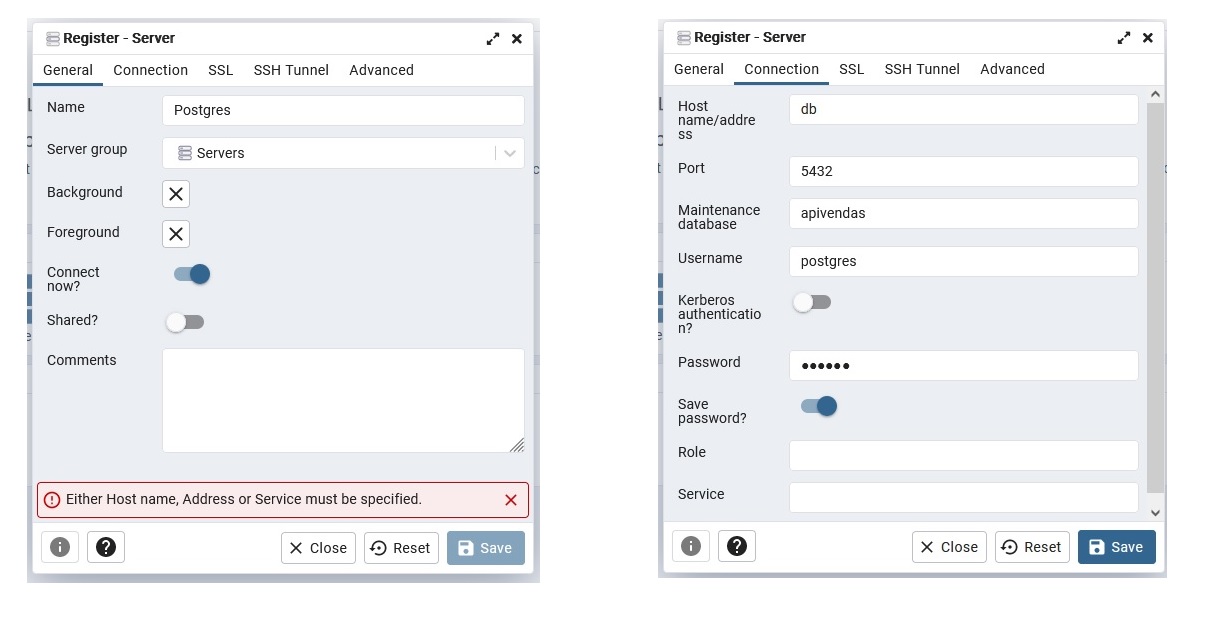 Register - Server
General Connection SSL SSH Tunnel Advanced
Name Postgres
Server group Servers
Background
Foreground
Connect
now?
Shared?
Comments
Either Host name, Address or Service must be specified.
Close Reset Save
Register - Server
General Connection SSL SSH Tunnel Advanced
Host
name/addre
ss
db
Port 5432
Maintenance
database
apivendas
Username postgres
Kerberos
authenticatio
n?
Password ••••••
Save
password?
Role
Service
Close Reset Save